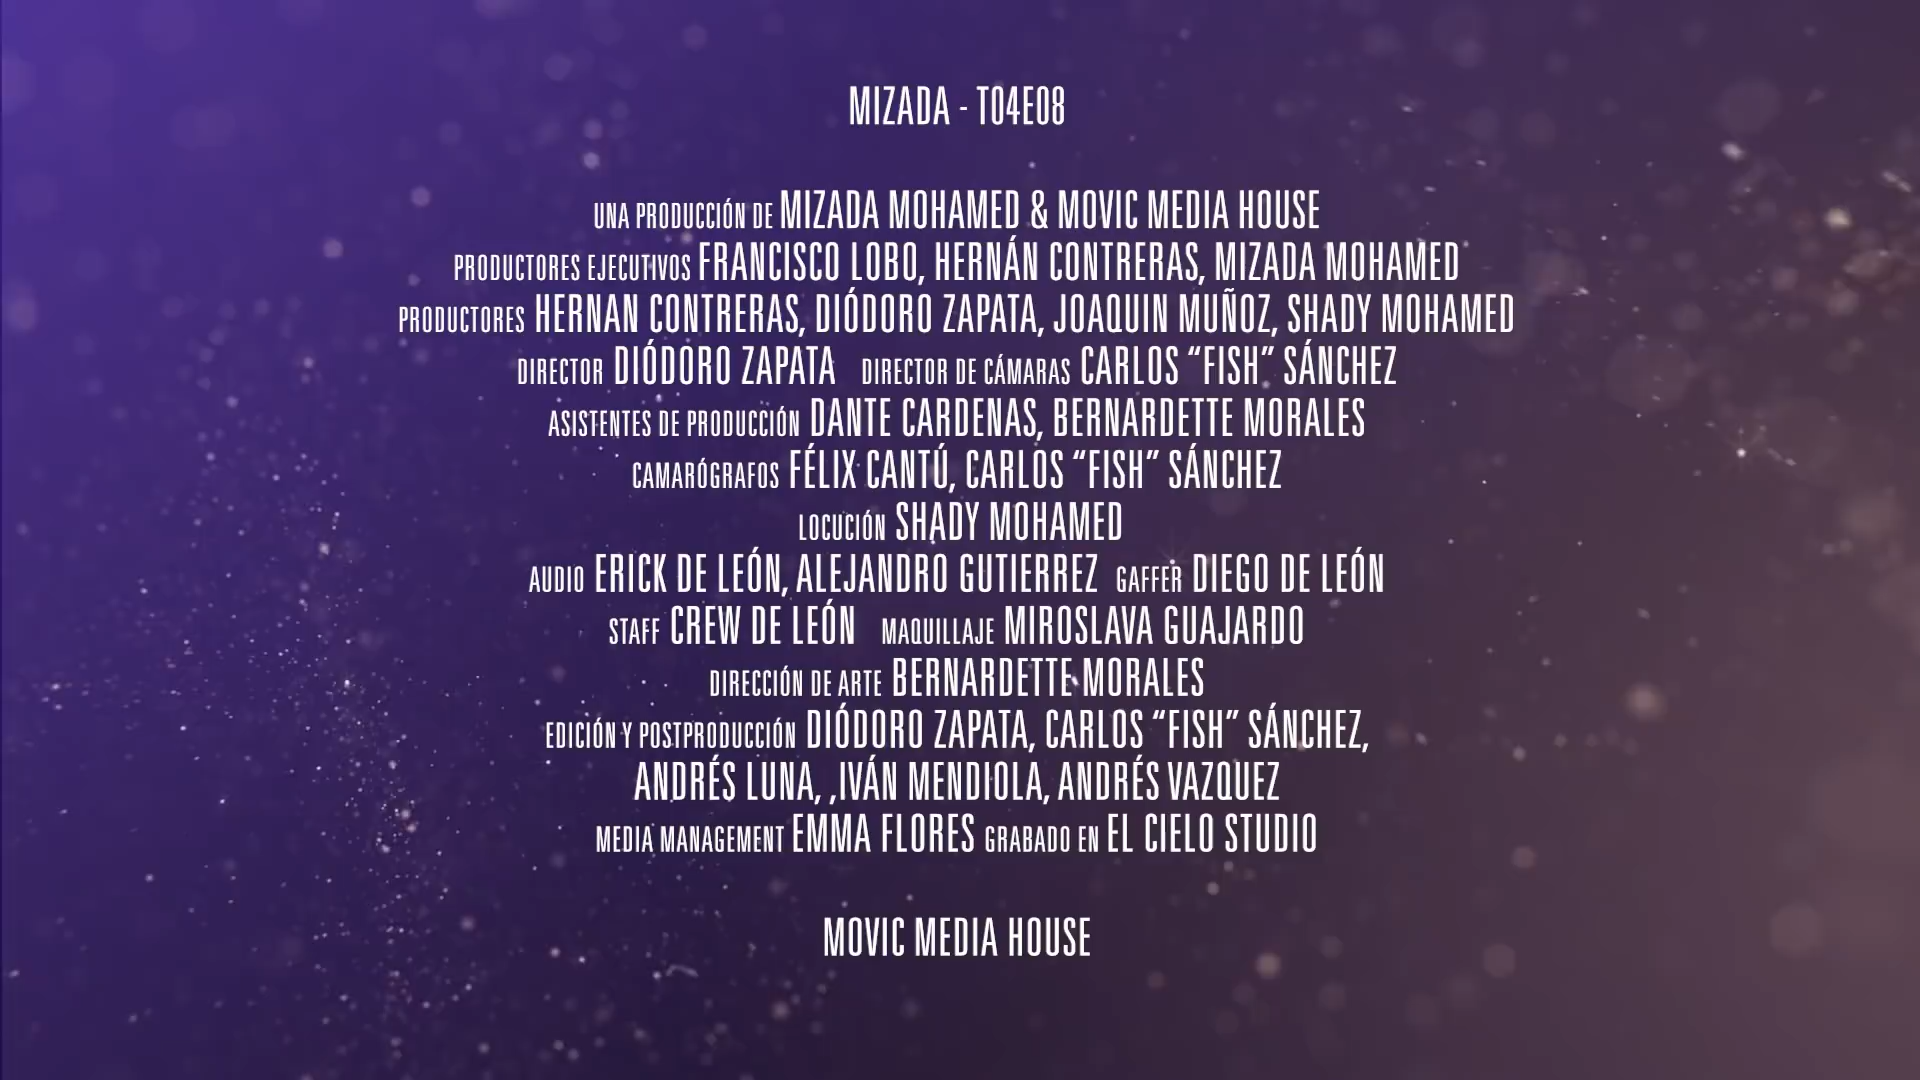 MIZADA - T04E08
UNA PRODUCCIÓN DE MIZADA MOHAMED & MOVIC MEDIA HOUSE
PRODUCTORES EJECUTIVOS FRANCISCO LOBO, HERNÁN CONTRERAS, MIZADA MOHAMED
PRODUCTORES HERNAN CONTRERAS, DIÓDORO ZAPATA, JOAQUIN MUÑOZ, SHADY MOHAMED
DIRECTOR DIÓDORO ZAPATA DIRECTOR DE CÁMARAS CARLOS “FISH” SÁNCHEZ
ASISTENTES DE PRODUCCIÓN DANTE CARDENAS, BERNARDETTE MORALES
CAMARÓGRAFOS FÉLIX CANTÚ, CARLOS “FISH” SÁNCHEZ
LOCUCIÓN SHADY MOHAMED
AUDIO ERICK DE LEÓN, ALEJANDRO GUTIERREZ GAFFER DIEGO DE LEÓN
STAFF CREW DE LEÓN MAQUILLAJE MIROSLAVA GUAJARDO
DIRECCIÓN DE ARTE BERNARDETTE MORALES
EDICIÓN Y POSTPRODUCCIÓN DIÓDORO ZAPATA, CARLOS “FISH” SÁNCHEZ,
ANDRÉS LUNA, ,IVÁN MENDIOLA, ANDRÉS VAZQUEZ
MEDIA MANAGEMENT EMMA FLORES GRABADO EN EL CIELO STUDIO
MOVIC MEDIA HOUSE